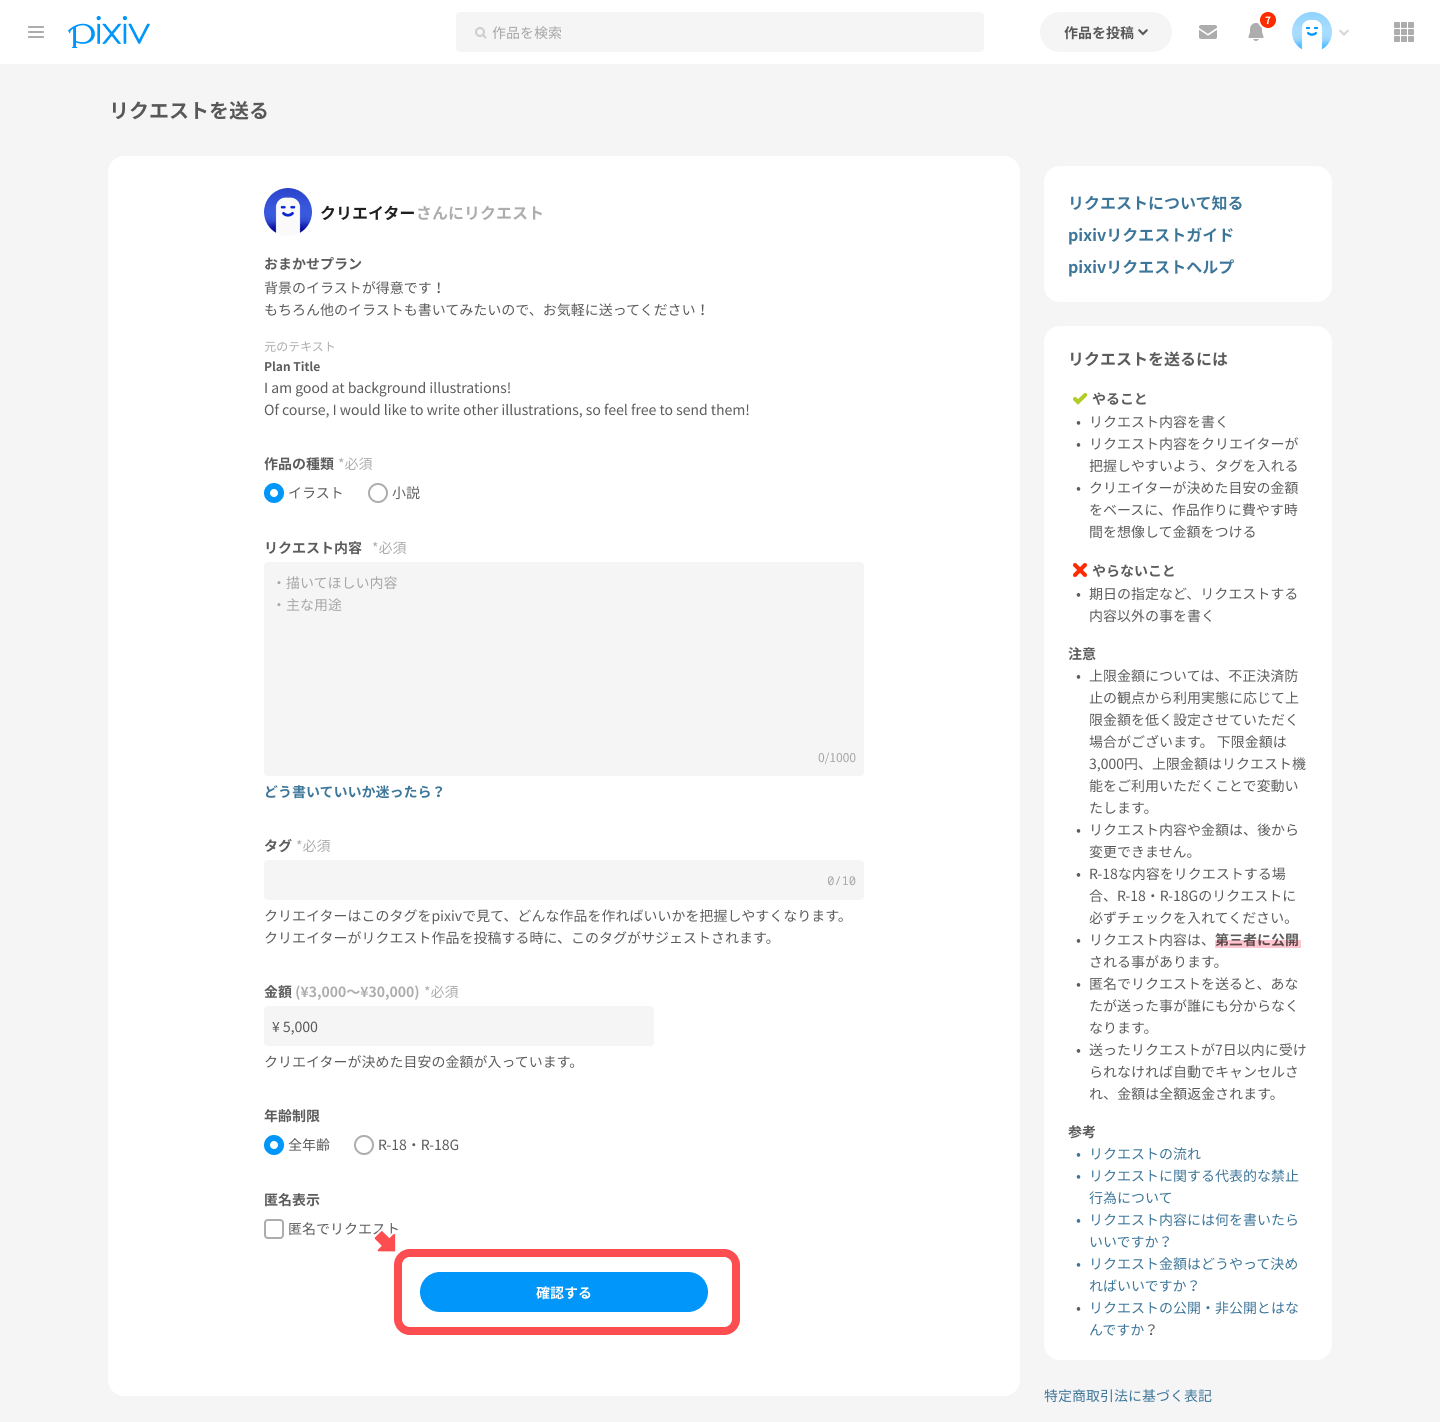 pixiv
作品を検索
作品を投稿
7
リクエストを送る
クリエイターさんにリクエスト
おまかせプラン
背景のイラストが得意です！
もちろん他のイラストも書いてみたいので、お気軽に送ってください！
元のテキスト
Plan Title
I am good at background illustrations!
Of course, I would like to write other illustrations, so feel free to send them!
作品の種類 *必須
イラスト
小説
リクエスト内容 *必須
・描いてほしい内容
・主な用途
0/1000
どう書いていいか迷ったら？
タグ *必須
0/10
クリエイターはこのタグをpixivで見て、どんな作品を作ればいいかを把握しやすくなります。
クリエイターがリクエスト作品を投稿する時に、このタグがサジェストされます。
金額 (¥3,000〜¥30,000) *必須
¥ 5,000
クリエイターが決めた目安の金額が入っています。
年齢制限
全年齢
R-18・R-18G
匿名表示
匿名でリクエスト
確認する
リクエストについて知る
pixivリクエストガイド
pixivリクエストヘルプ
リクエストを送るには
やること
• リクエスト内容を書く
• リクエスト内容をクリエイターが
把握しやすいよう、タグを入れる
• クリエイターが決めた目安の金額
をベースに、作品作りに費やす時
間を想像して金額をつける
やらないこと
• 期日の指定など、リクエストする
内容以外の事を書く
注意
• 上限金額については、不正決済防
止の観点から利用実態に応じて上
限金額を低く設定させていただく
場合がございます。 下限金額は
3,000円、上限金額はリクエスト機
能をご利用いただくことで変動い
たします。
• リクエスト内容や金額は、後から
変更できません。
• R-18な内容をリクエストする場
合、R-18・R-18Gのリクエストに
必ずチェックを入れてください。
• リクエスト内容は、第三者に公開
される事があります。
• 匿名でリクエストを送ると、あな
たが送った事が誰にも分からなく
なります。
• 送ったリクエストが7日以内に受け
られなければ自動でキャンセルさ
れ、金額は全額返金されます。
参考
• リクエストの流れ
• リクエストに関する代表的な禁止
行為について
• リクエスト内容には何を書いたら
いいですか？
• リクエスト金額はどうやって決め
ればいいですか？
• リクエストの公開・非公開とはな
んですか？
特定商取引法に基づく表記